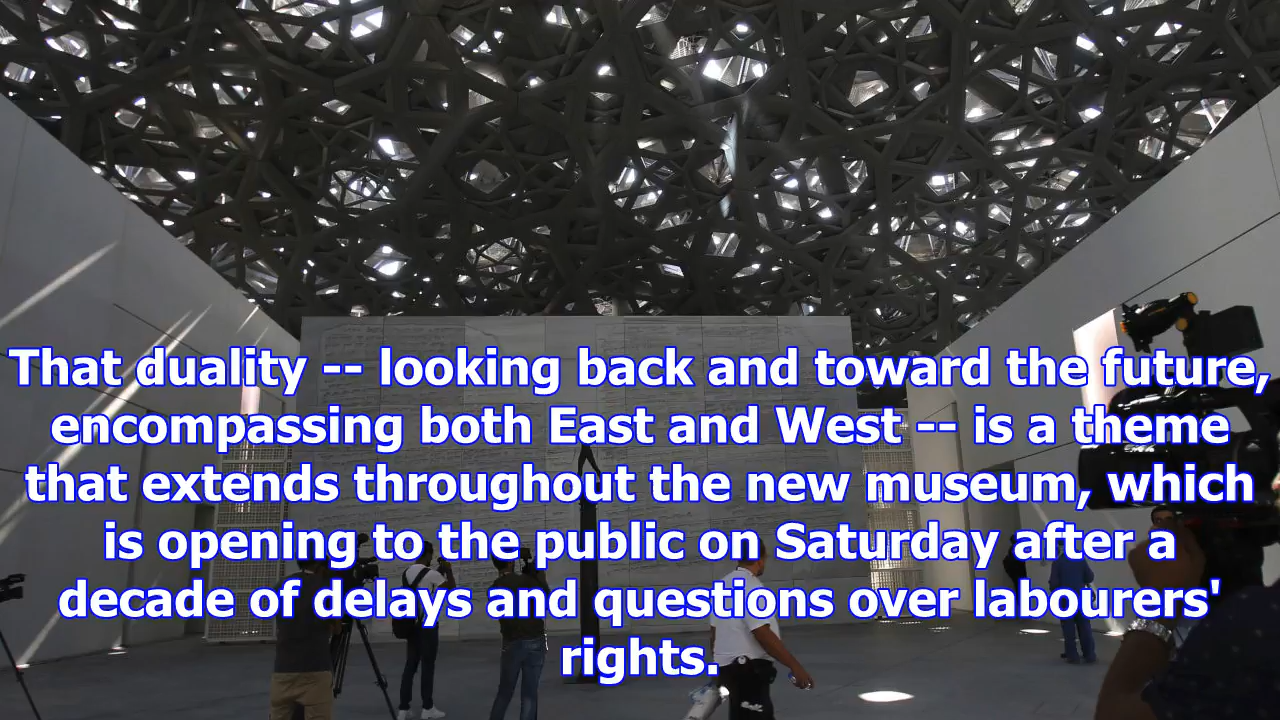 That duality -- looking back and toward the future,
encompassing both East and West -- is a theme
that extends throughout the new museum, which
is opening to the public on Saturday after a
decade of delays and questions over labourers'
rights.